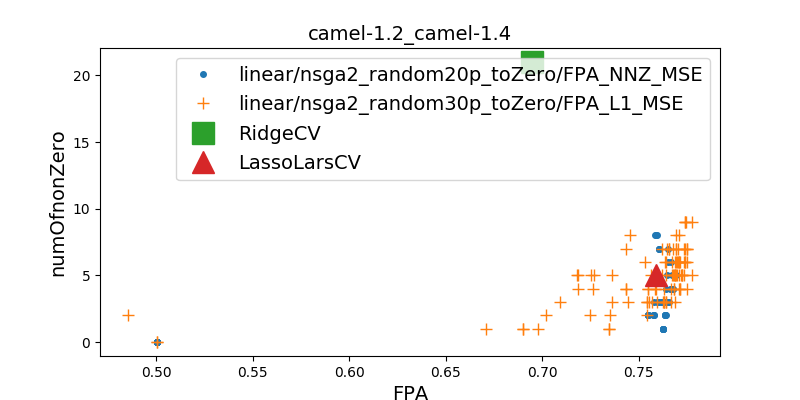 camel-1.2_camel-1.4
linear/nsga2_random20p_toZero/FPA_NNZ_MSE
linear/nsga2_random30p_toZero/FPA_L1_MSE
RidgeCV
LassoLarsCV
numOfnonZero
20
15
10
5
0
0.50
0.55
0.60
0.65
0.70
0.75
FPA